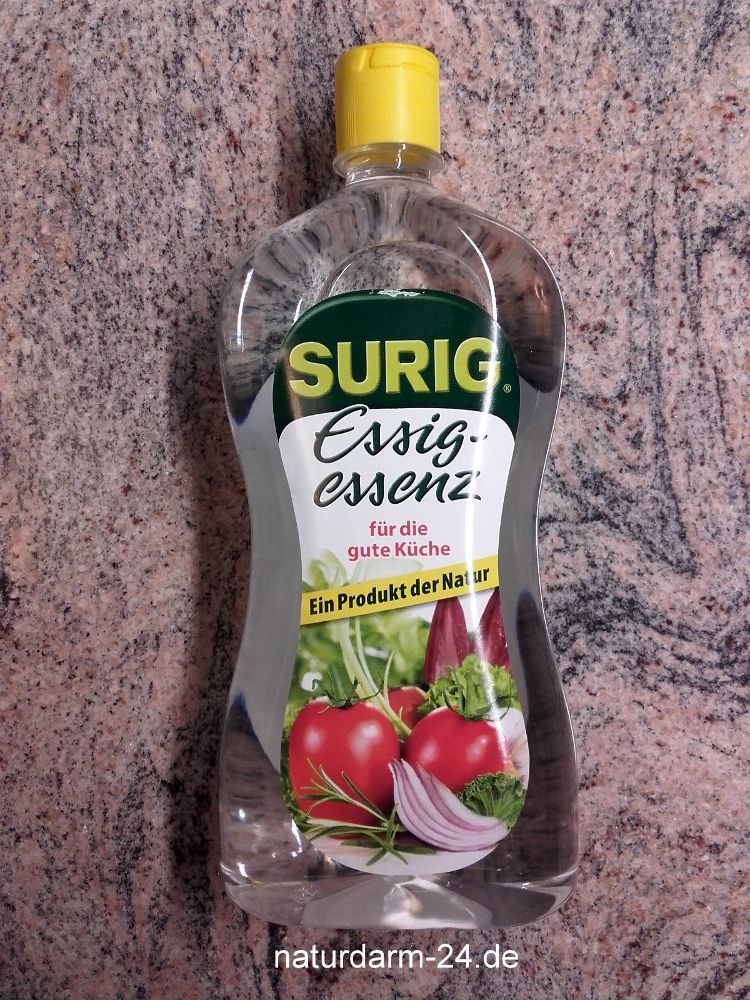 SURIG®
Essig-
essenz
für die
gute Küche
Ein Produkt der Natur
naturdarm-24.de